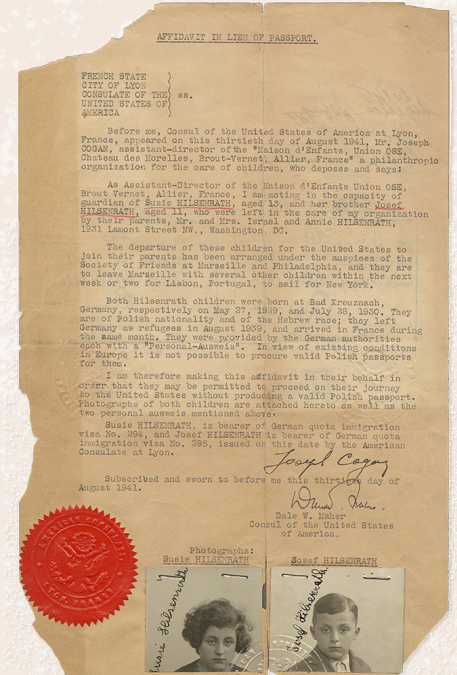 AFFIDAVIT IN LIEU OF PASSPORT.
FRENCH STATE
CITY OF LYON
CONSULATE OF THE ss.
UNITED STATES OF
AMERICA
Before me, Consul of the United States of America at Lyon,
France, appeared on this thirtieth day of August 1941, Mr. Joseph
COGAN, assistant-director of the "Maison d'Enfants, Union OSE,
Chateau des Morelles, Brout-Vernet, Allier, France" a philanthropic
organization for the care of children, who deposes and says:
As Assistant-Director of the Maison d'Enfants Union OSE,
Brout Vernet, Allier, France, I am acting in the capacity of
guardian of Susie HILSENRATH, aged 13, and her brother Josef
HILSENRATH, aged 11, who were left in the care of my organization
by their parents, Mr. and Mrs. Israel and Annie HILSENRATH,
1931 Lamont Street NW., Washington, DC.
The departure of these children for the United States to
join their parents has been arranged under the auspices of the
Society of Friends at Marseille and Philadelphia, and they are
to leave Marseille with several other children within the next
week or two for Lisbon, Portugal, to sail for New York.
Both Hilsenrath children were born at Bad Kreuznach,
Germany, respectively on May 27, 1929, and July 28, 1930. They
are of Polish nationality and of the Hebrew race; they left
Germany as refugees in August 1939, and arrived in France during
the same month. They were provided by the German authorities
each with a "Personal-Ausweis". In view of existing conditions
in Europe it is not possible to procure valid Polish passports
for them.
I am therefore making this affidavit in their behalf in
order that they may be permitted to proceed on their journey
to the United States without producing a valid Polish passport.
Photographs of both children are attached hereto as well as the
two personal ausweis mentioned above.
Susie HILSENRATH, is bearer of German quota immigration
visa No. 394, and Josef HILSENRATH is bearer of German quota
immigration visa No. 395, issued on this date by the American
Consulate at Lyon.
Joseph Cogan
Subscribed and sworn to before me this thirtieth day of
August 1941.
Dale W. Maher
Consul of the United States
of America.
Photographs:
Susie HILSENRATH Josef HILSENRATH
Susie Hilsenrath
Josef Hilsenrath